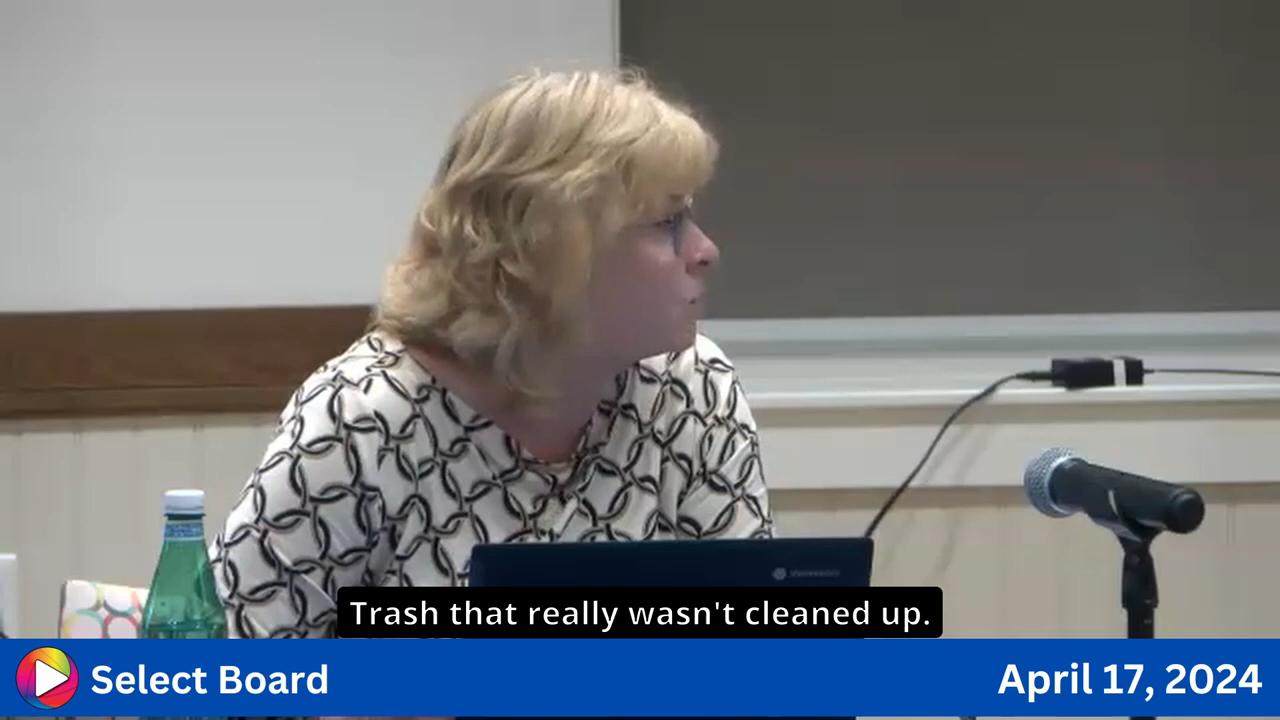 Trash that really wasn't cleaned up.
Select Board
April 17, 2024